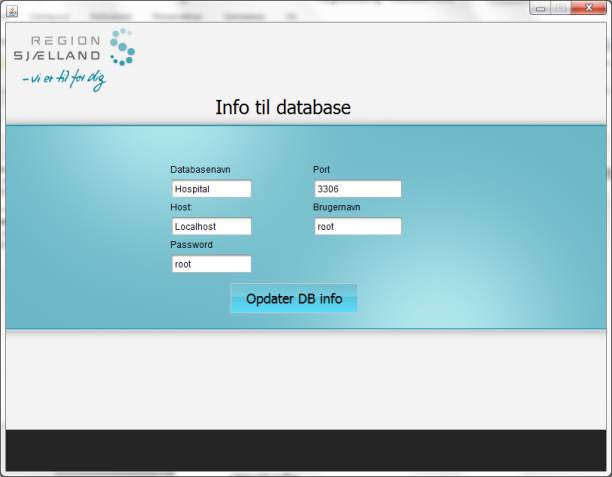 REGION
SJÆLLAND
- vi er til for dig
Info til database
Databasenavn
Port
Hospital
3306
Host:
Brugernavn
Localhost
root
Password
root
Opdater DB info